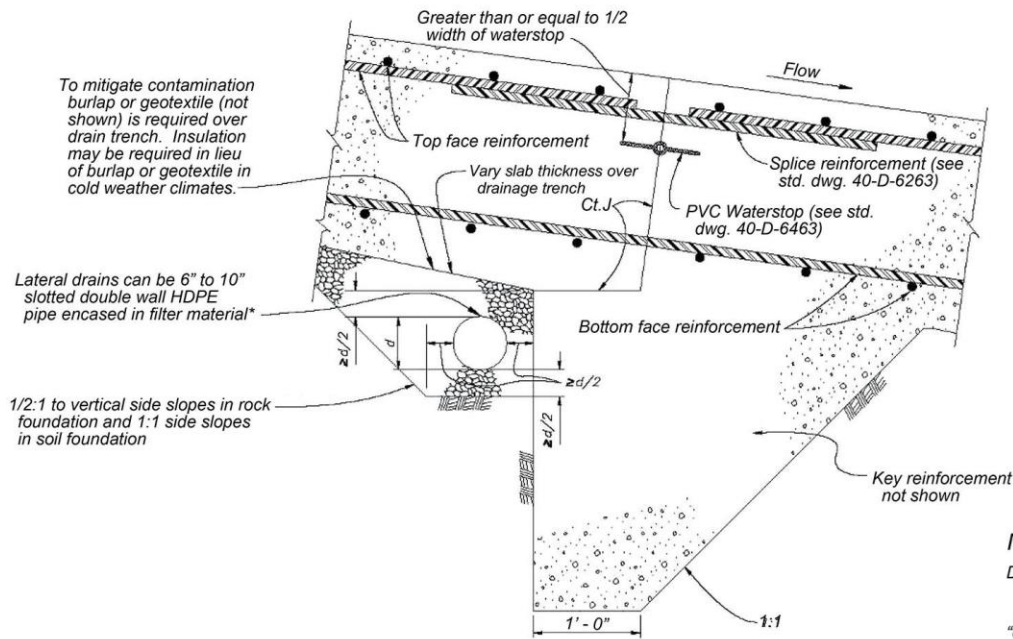 Greater than or equal to 1/2
width of waterstop
Flow
To mitigate contamination
burlap or geotextile (not
shown) is required over
drain trench. Insulation
may be required in lieu
of burlap or geotextile in
cold weather climates.
Top face reinforcement
Splice reinforcement (see
std. dwg. 40-D-6263)
Vary slab thickness over
drainage trench
Ct.J
PVC Waterstop (see std.
dwg. 40-D-6463)
Lateral drains can be 6" to 10"
slotted double wall HDPE
pipe encased in filter material*
Bottom face reinforcement
≥d/2
d
≥d/2
≥d/2
1/2:1 to vertical side slopes in rock
foundation and 1:1 side slopes
in soil foundation
Key reinforcement
not shown
1' - 0"
1:1